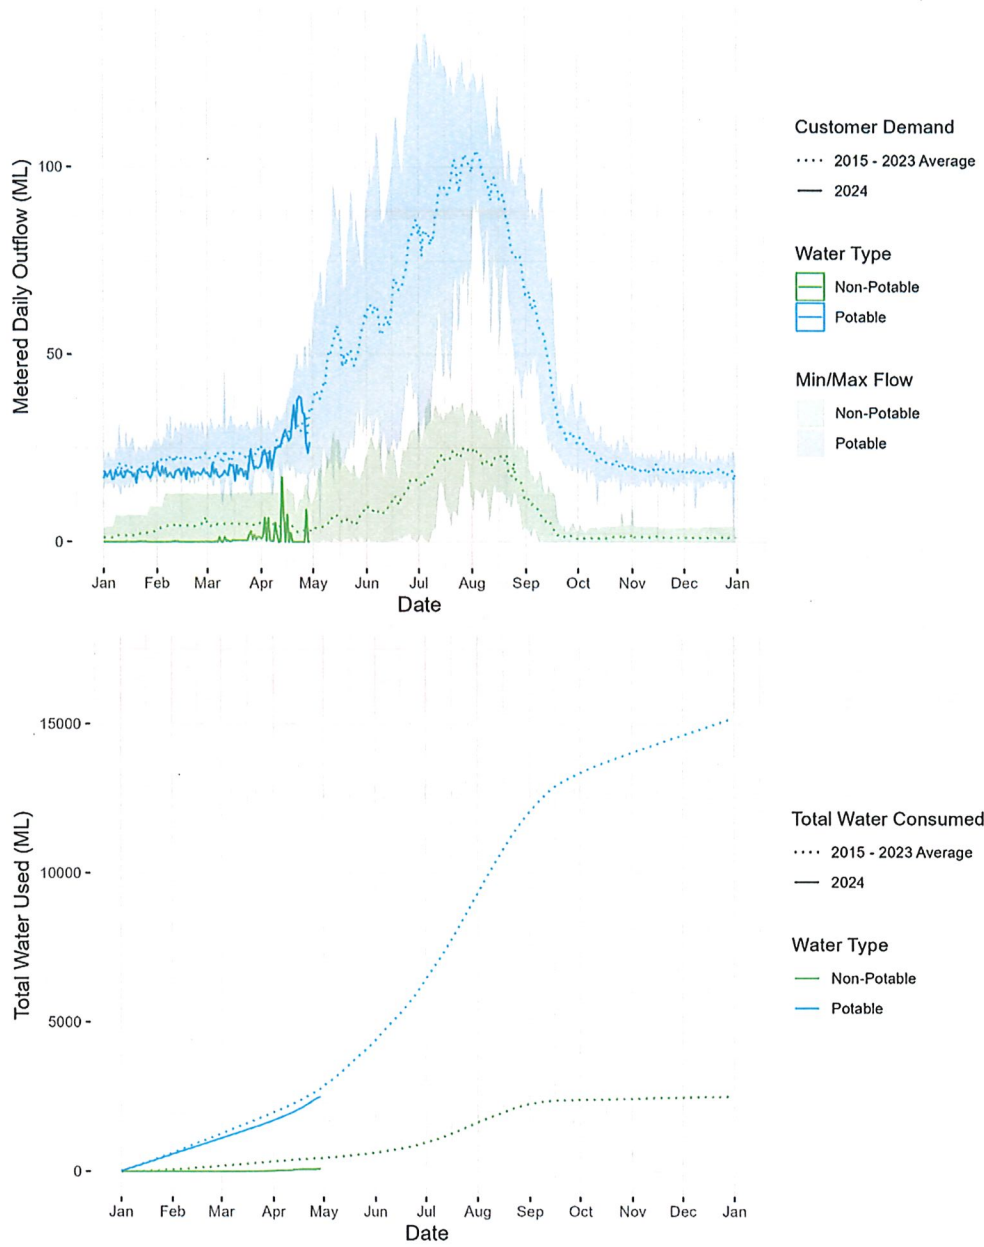 Metered Daily Outflow (ML)
100
50
0
Jan Feb Mar Apr May Jun Jul Aug Sep Oct Nov Dec Jan
Date
Customer Demand
2015 - 2023 Average
2024
Water Type
Non-Potable
Potable
Min/Max Flow
Non-Potable
Potable
Total Water Used (ML)
15000
10000
5000
0
Jan Feb Mar Apr May Jun Jul Aug Sep Oct Nov Dec Jan
Date
Total Water Consumed
2015 - 2023 Average
2024
Water Type
Non-Potable
Potable